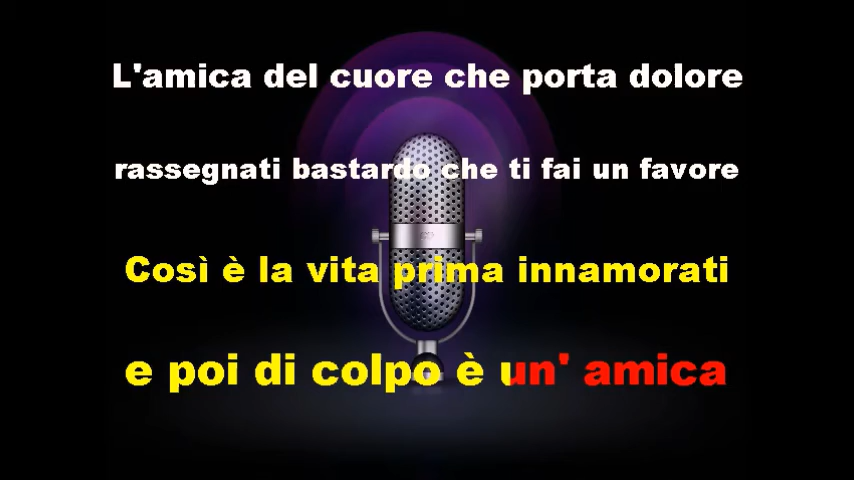 L'amica del cuore che porta dolore
rassegnati bastardo che ti fai un favore
Così è la vita prima innamorati
e poi di colpo è un' amica